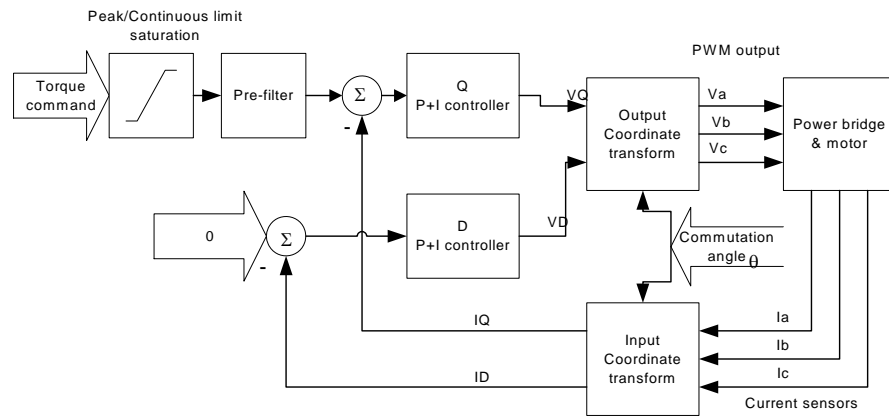 Peak/Continuous limit
saturation
PWM output
Torque
command
Pre-filter
Σ
-
Q
P+I controller
VQ
Output
Coordinate
transform
Va
Vb
Vc
Power bridge
& motor
0
Σ
-
D
P+I controller
VD
Commutation
angle θ
IQ
ID
Input
Coordinate
transform
Ia
Ib
Ic
Current sensors